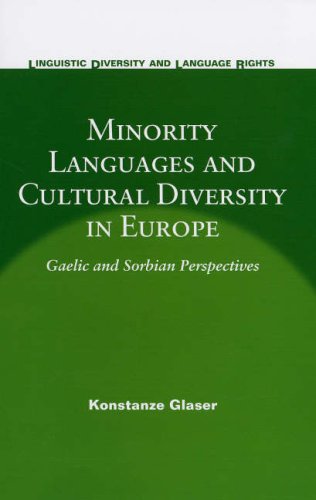 LINGUISTIC DIVERSITY AND LANGUAGE RIGHTS
MINORITY
LANGUAGES AND
CULTURAL DIVERSITY
IN EUROPE
Gaelic and Sorbian Perspectives
Konstanze Glaser